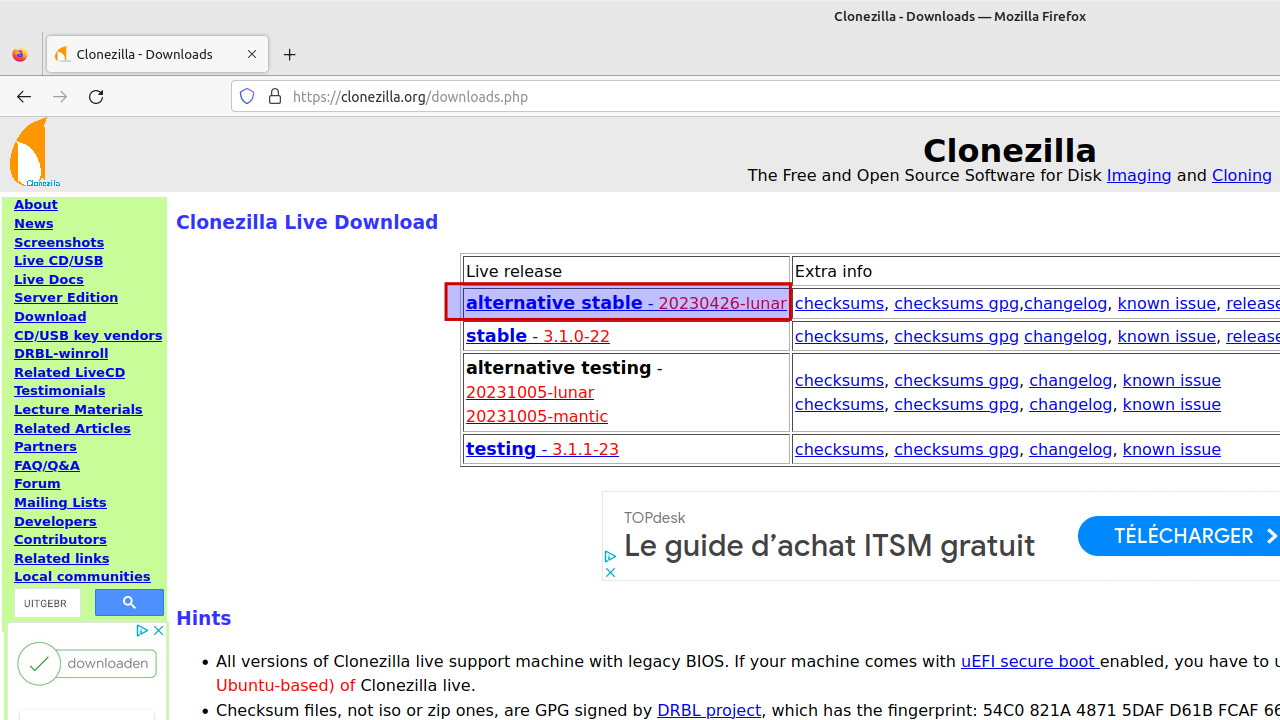 Clonezilla - Downloads — Mozilla Firefox
Clonezilla - Downloads
https://clonezilla.org/downloads.php
Clonezilla
Clonezilla
The Free and Open Source Software for Disk Imaging and Cloning
About
News
Screenshots
Live CD/USB
Live Docs
Server Edition
Download
CD/USB key vendors
DRBL-winroll
Related LiveCD
Testimonials
Lecture Materials
Related Articles
Partners
FAQ/Q&A
Forum
Mailing Lists
Developers
Contributors
Related links
Local communities
UITGEBR
downloaden
Clonezilla Live Download
Live release Extra info
alternative stable - 20230426-lunar checksums, checksums gpg,changelog, known issue, release
stable - 3.1.0-22 checksums, checksums gpg changelog, known issue, release
alternative testing -
20231005-lunar checksums, checksums gpg, changelog, known issue
20231005-mantic checksums, checksums gpg, changelog, known issue
testing - 3.1.1-23 checksums, checksums gpg, changelog, known issue
TOPdesk
Le guide d’achat ITSM gratuit
TÉLÉCHARGER
Hints
• All versions of Clonezilla live support machine with legacy BIOS. If your machine comes with uEFI secure boot enabled, you have to
Ubuntu-based) of Clonezilla live.
• Checksum files, not iso or zip ones, are GPG signed by DRBL project, which has the fingerprint: 54C0 821A 4871 5DAF D61B FCAF 66